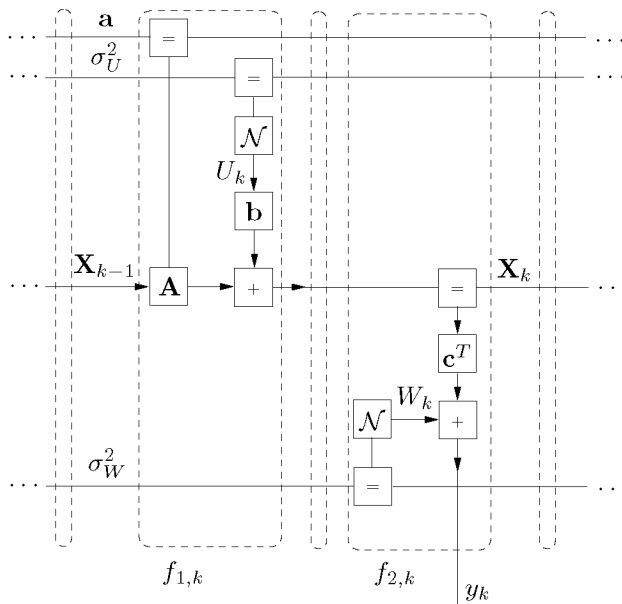 ... a = ...
σ_U^2
... = ...
𝒩
U_k
b
X_{k−1} X_k
... A + = ...
c^T
W_k
𝒩 +
σ_W^2
... = ...
f_{1,k} f_{2,k}
y_k